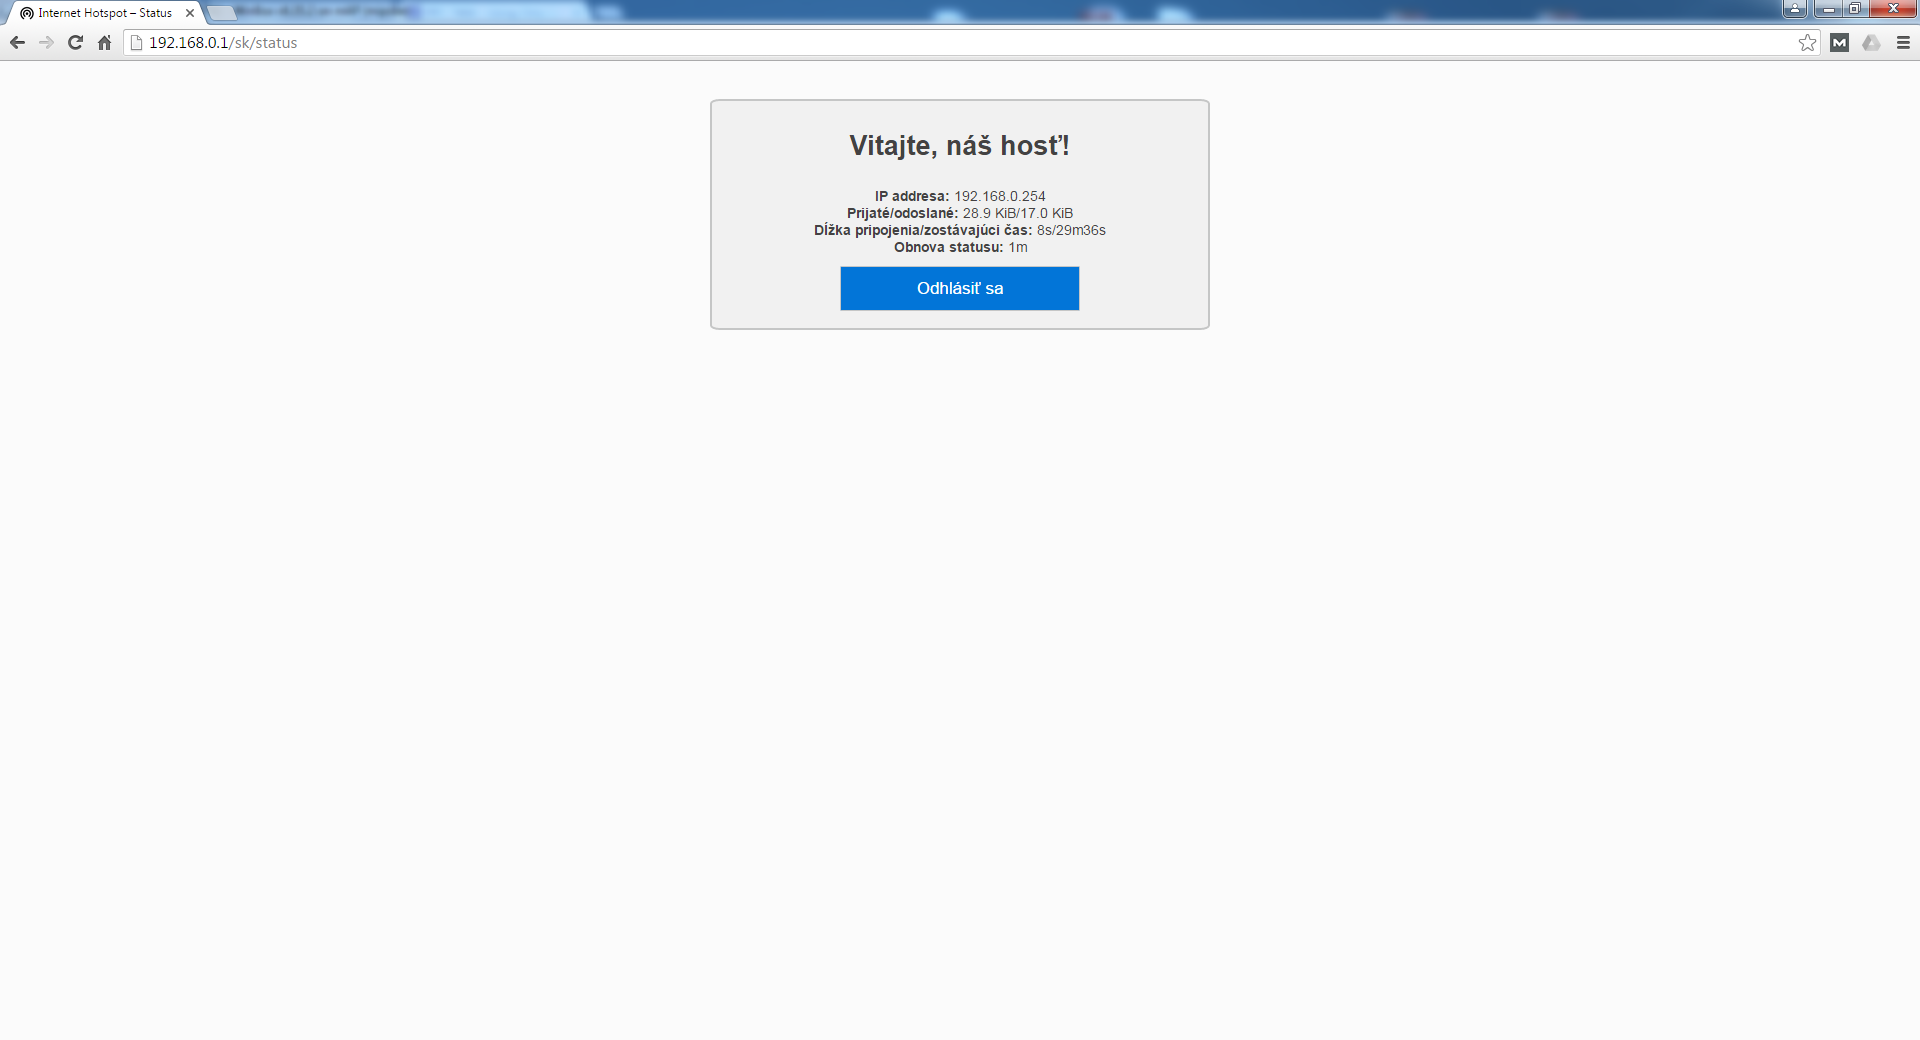 Internet Hotspot – Status
192.168.0.1/sk/status
Vitajte, náš hosť!
IP addresa: 192.168.0.254
Prijaté/odoslané: 28.9 KiB/17.0 KiB
Dĺžka pripojenia/zostávajúci čas: 8s/29m36s
Obnova statusu: 1m
Odhlásiť sa